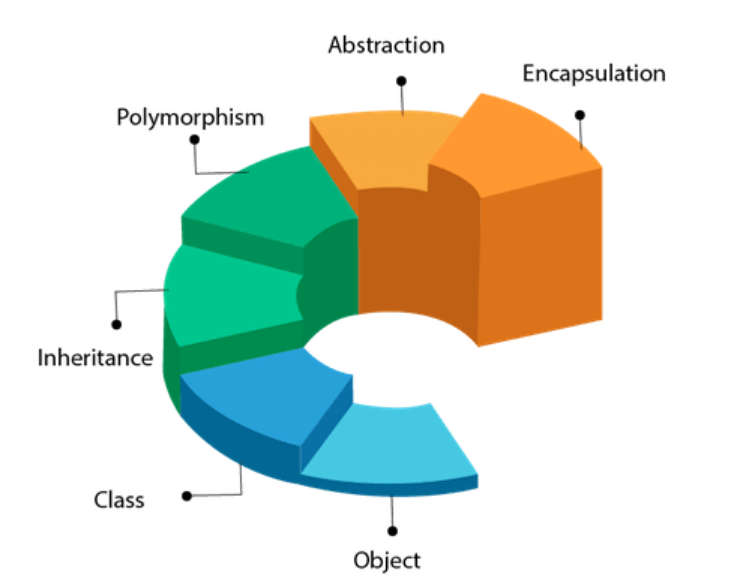 Abstraction
Encapsulation
Polymorphism
Inheritance
Class
Object